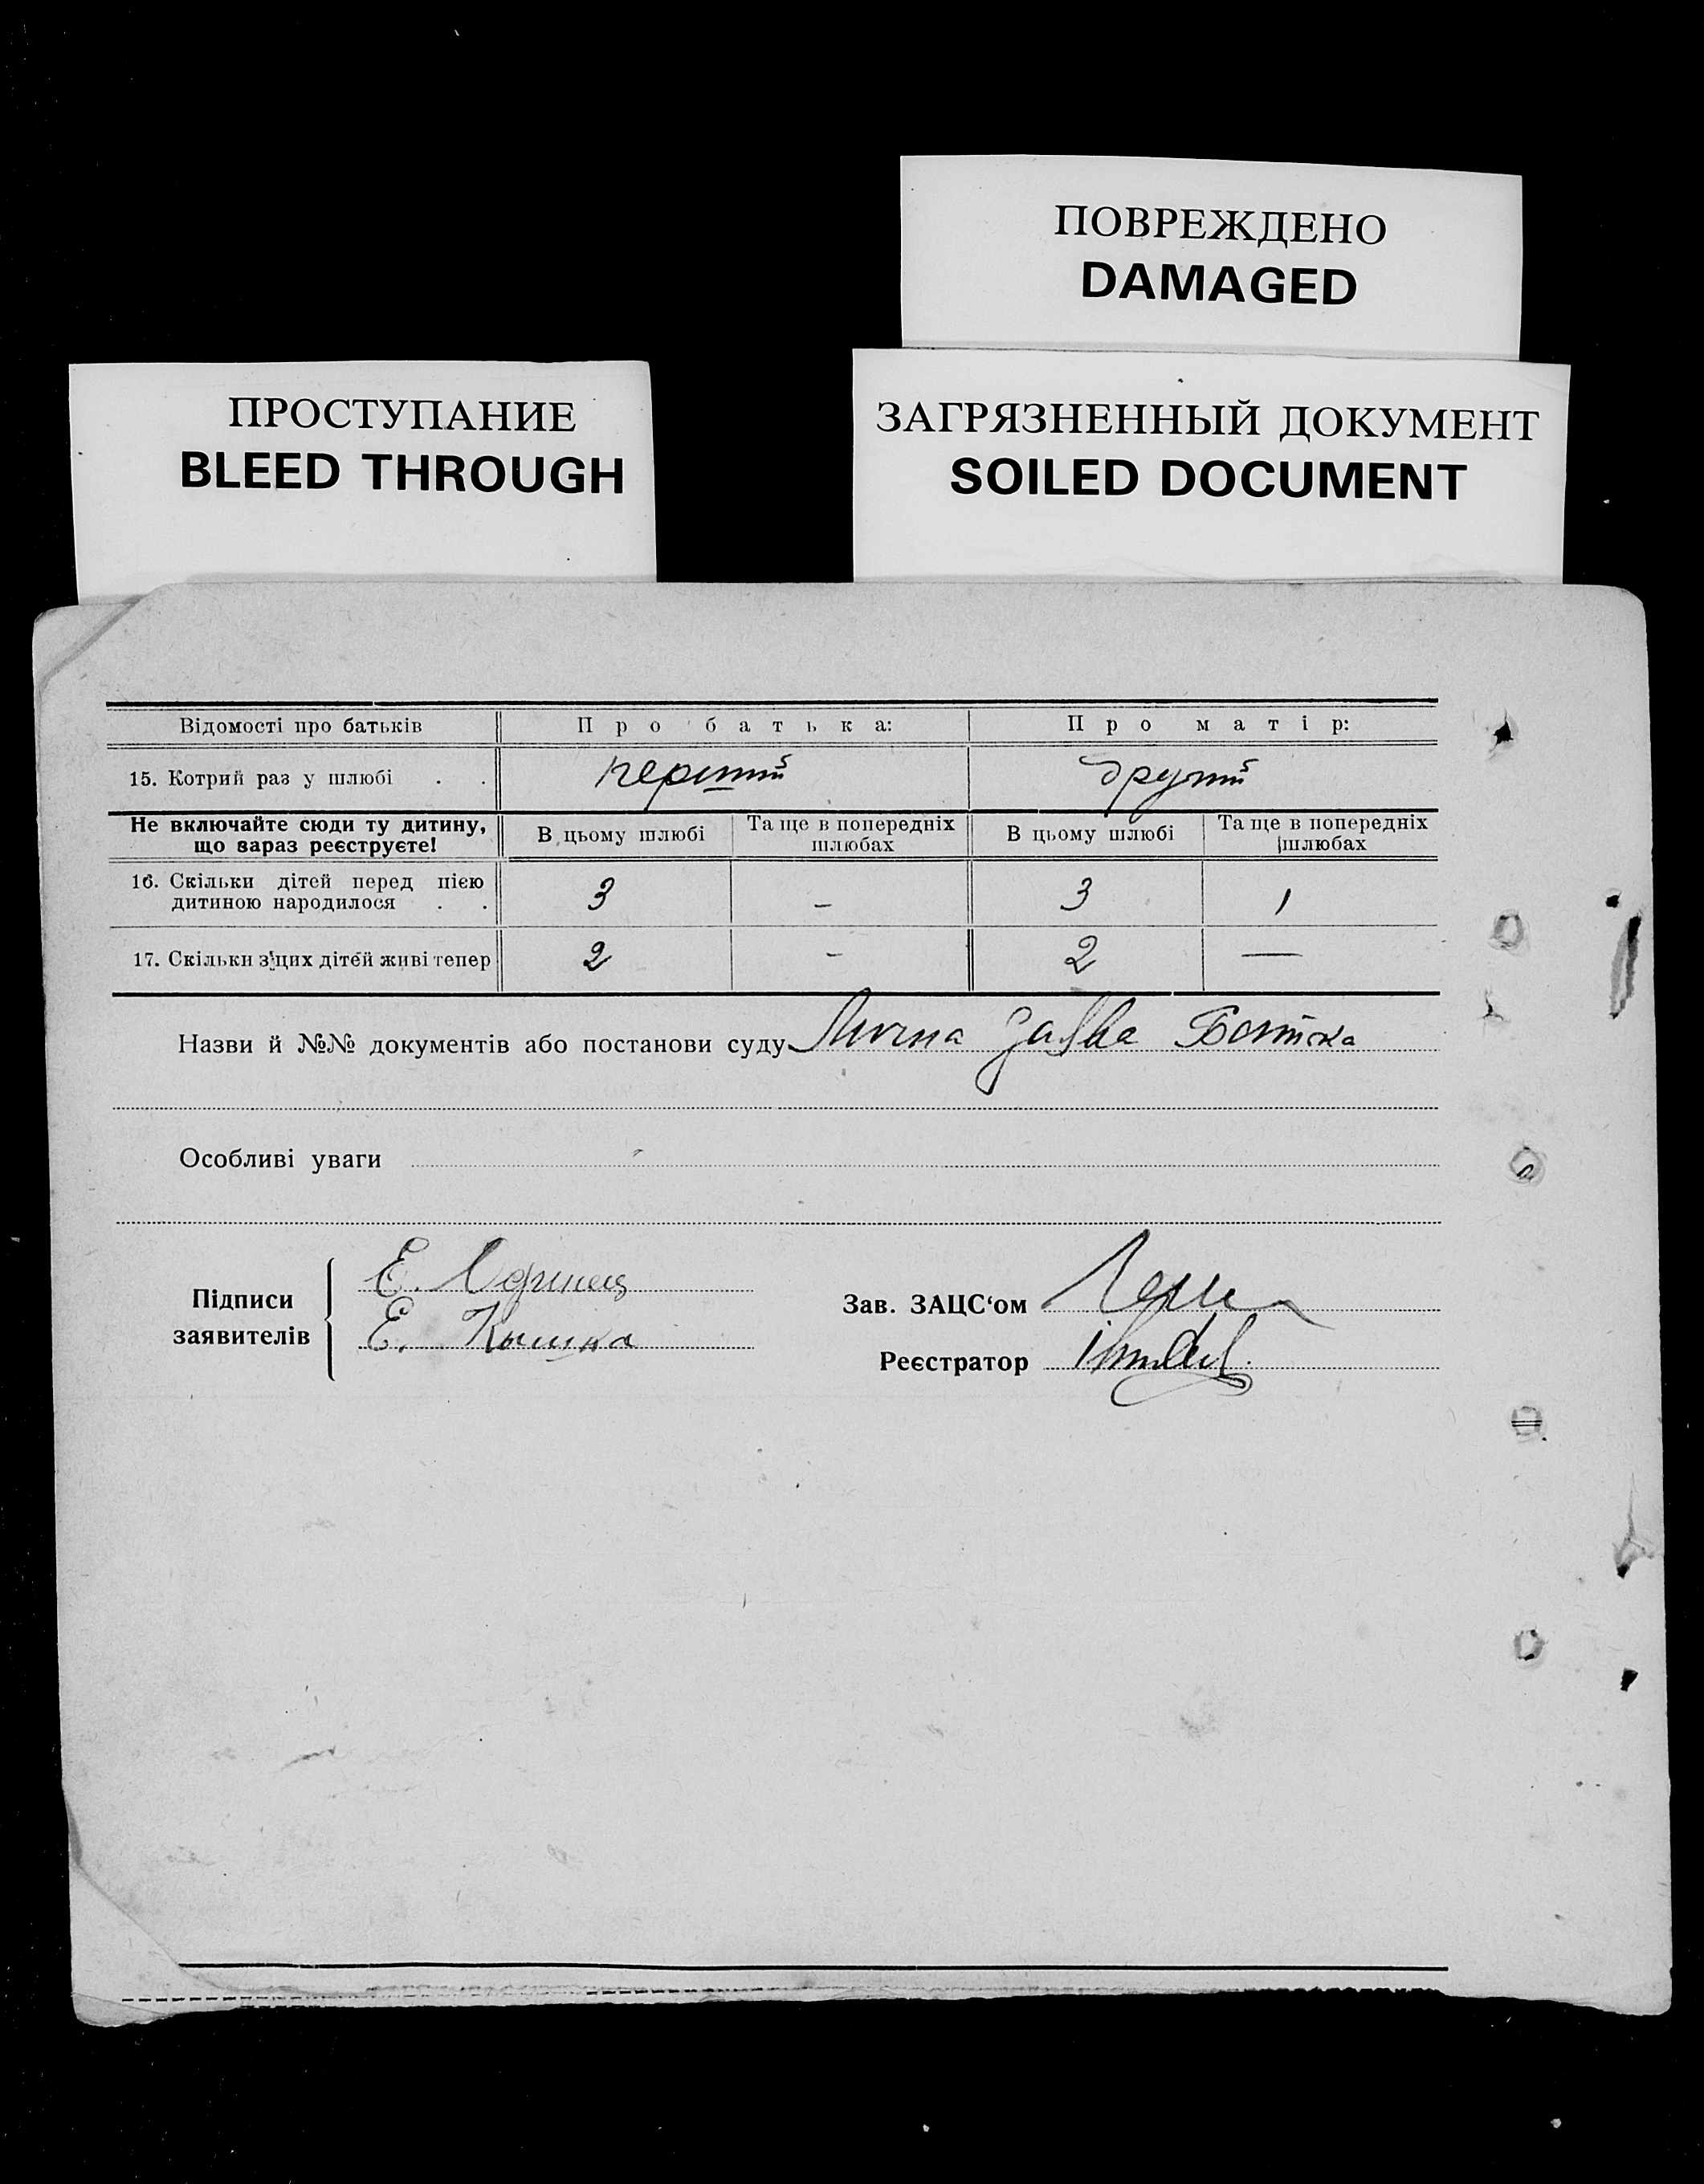 ПОВРЕЖДЕНО
DAMAGED
ПРОСТУПАНИЕ
BLEED THROUGH
ЗАГРЯЗНЕННЫЙ ДОКУМЕНТ
SOILED DOCUMENT
Відомості про батьків Про батька: Про матір:
15. Котрий раз у шлюбі . . перший другий
Не включайте сюди ту дитину, що зараз реєструєте! В цьому шлюбі Та ще в попередніх шлюбах В цьому шлюбі Та ще в попередніх шлюбах
16. Скільки дітей перед цією
дитиною народилося . . 3 – 3 1
17. Скільки з цих дітей живі тепер 2 - 2 —
Назви й №№ документів або постанови суду Лична заява
Особливі уваги
Підписи
заявителів
Е.
Е. Кошка
Зав. ЗАЦС‘ом
Реєстратор